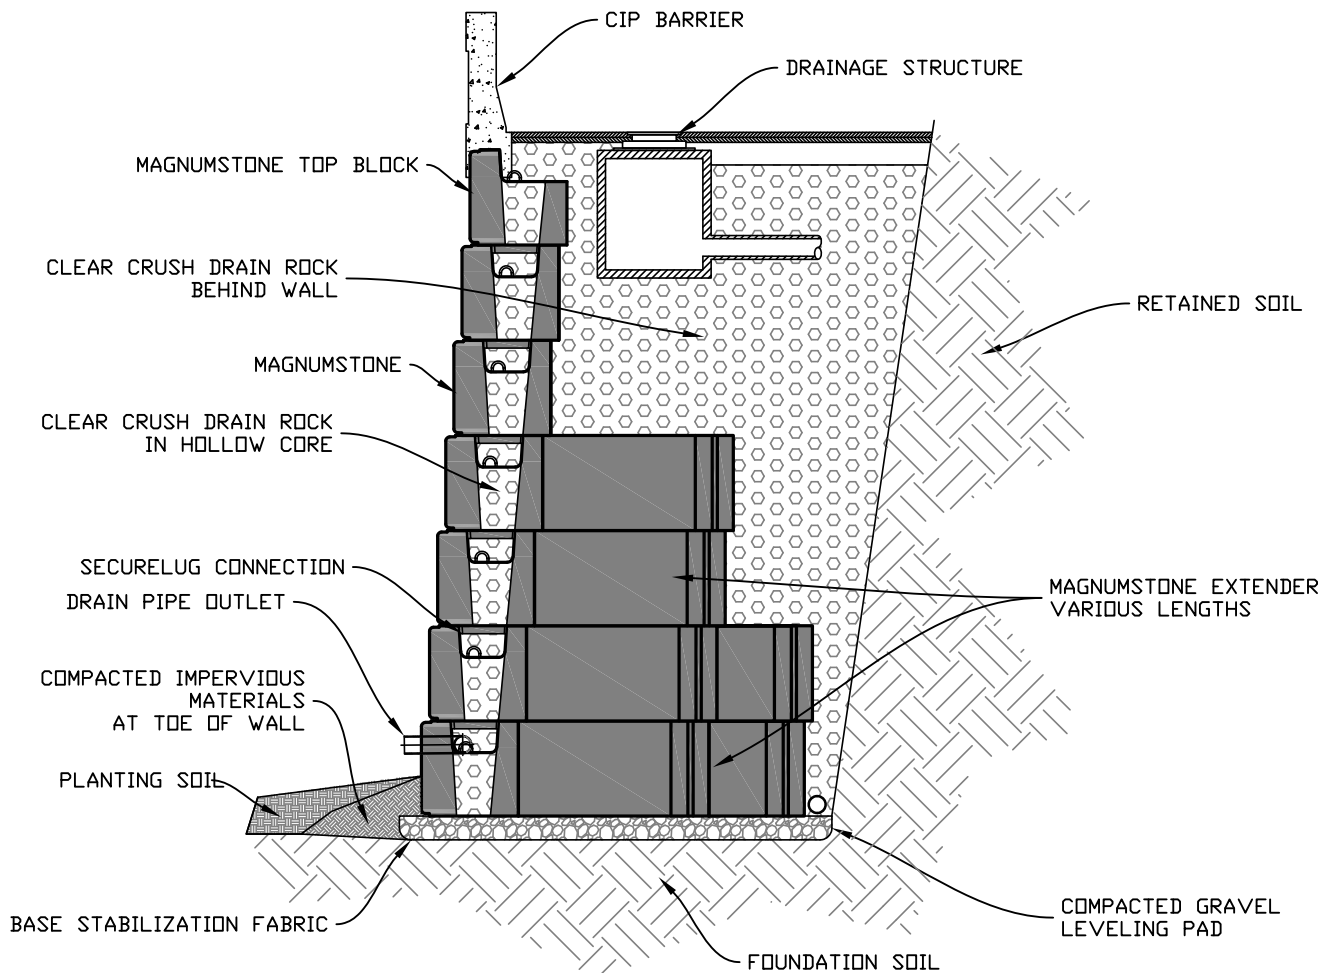 CIP BARRIER
DRAINAGE STRUCTURE
MAGNUMSTONE TOP BLOCK
CLEAR CRUSH DRAIN ROCK
BEHIND WALL
RETAINED SOIL
MAGNUMSTONE
CLEAR CRUSH DRAIN ROCK
IN HOLLOW CORE
SECURELUG CONNECTION
DRAIN PIPE OUTLET
MAGNUMSTONE EXTENDER
VARIOUS LENGTHS
COMPACTED IMPERVIOUS
MATERIALS
AT TOE OF WALL
PLANTING SOIL
BASE STABILIZATION FABRIC
COMPACTED GRAVEL
LEVELING PAD
FOUNDATION SOIL